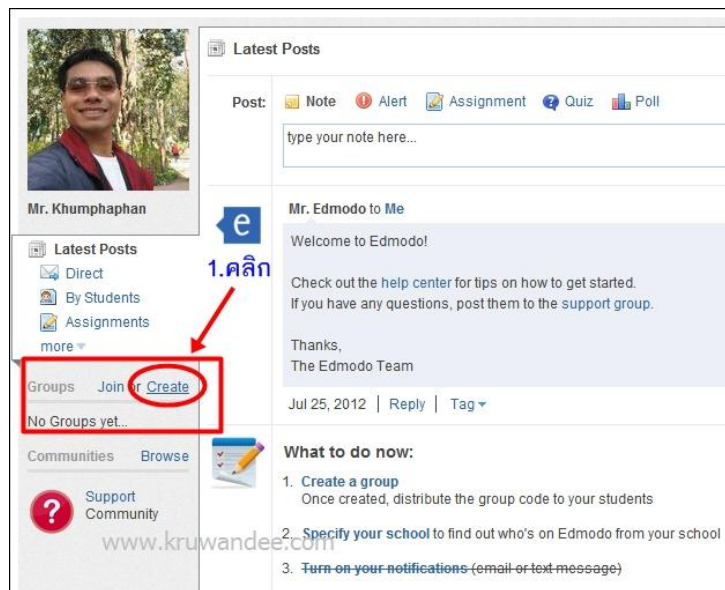 Latest Posts
Post: Note Alert Assignment Quiz Poll
type your note here...
Mr. Khumphaphan
Latest Posts
Direct
By Students
Assignments
more
1.คลิก
Groups Join or Create
No Groups yet...
Communities Browse
Support
Community
e
Mr. Edmodo to Me
Welcome to Edmodo!
Check out the help center for tips on how to get started.
If you have any questions, post them to the support group.
Thanks,
The Edmodo Team
Jul 25, 2012 | Reply | Tag
What to do now:
1. Create a group
Once created, distribute the group code to your students
2. Specify your school to find out who's on Edmodo from your school
3. Turn on your notifications (email or text message)
www.kruwandee.com